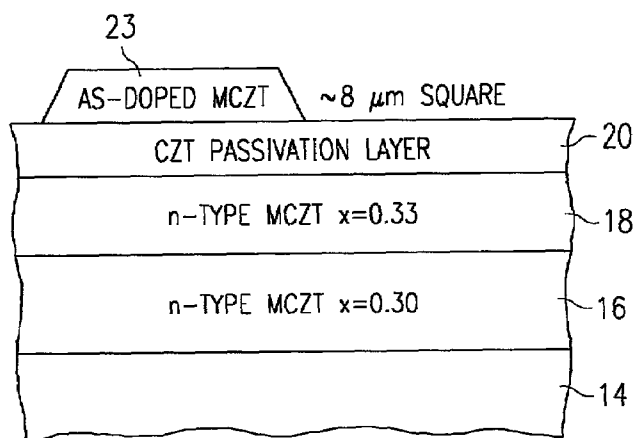 23
AS-DOPED MCZT ~8 μm SQUARE
CZT PASSIVATION LAYER 20
n-TYPE MCZT x=0.33 18
n-TYPE MCZT x=0.30 16
14